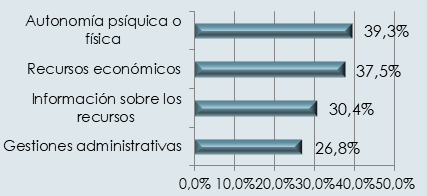 Autonomía psíquica o
física
39,3%
Recursos económicos
37,5%
Información sobre los
recursos
30,4%
Gestiones administrativas
26,8%
0,0% 10,0% 20,0% 30,0% 40,0% 50,0%